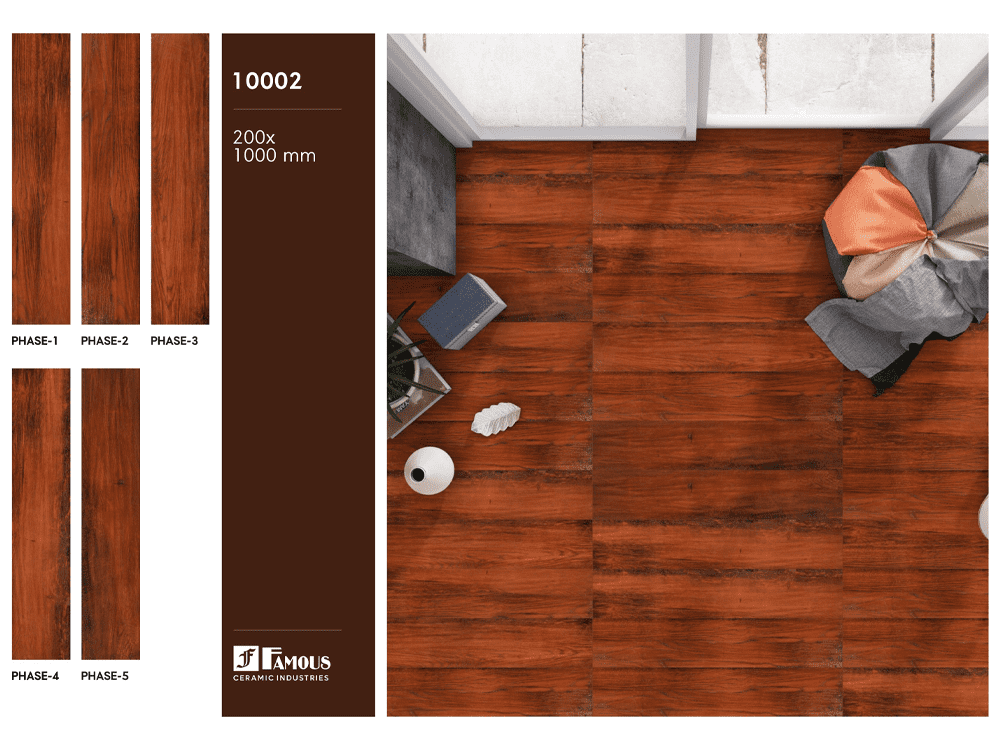 10002
200x
1000 mm
PHASE-1
PHASE-2
PHASE-3
PHASE-4
PHASE-5
F FAMOUS
CERAMIC INDUSTRIES